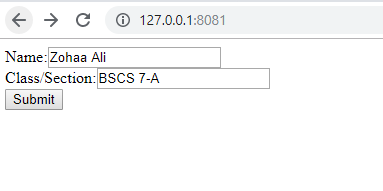 127.0.0.1:8081
Name: Zohaa Ali
Class/Section: BSCS 7-A
Submit